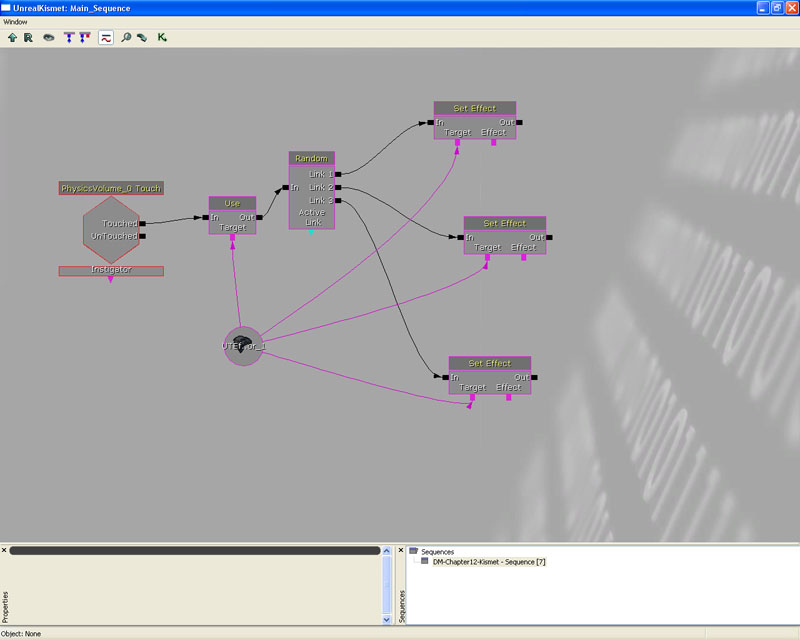 UnrealKismet: Main_Sequence
Window
Set Effect
In Out
Target Effect
Random
Link 1
In Link 2
Link 3
Active
Link
PhysicsVolume_0 Touch
Touched
UnTouched
Instigator
Use
In Out
Target
Set Effect
In Out
Target Effect
Set Effect
In Out
Target Effect
Properties
Sequences
Sequences
DM-Chapter12-Kismet - Sequence [7]
Object: None